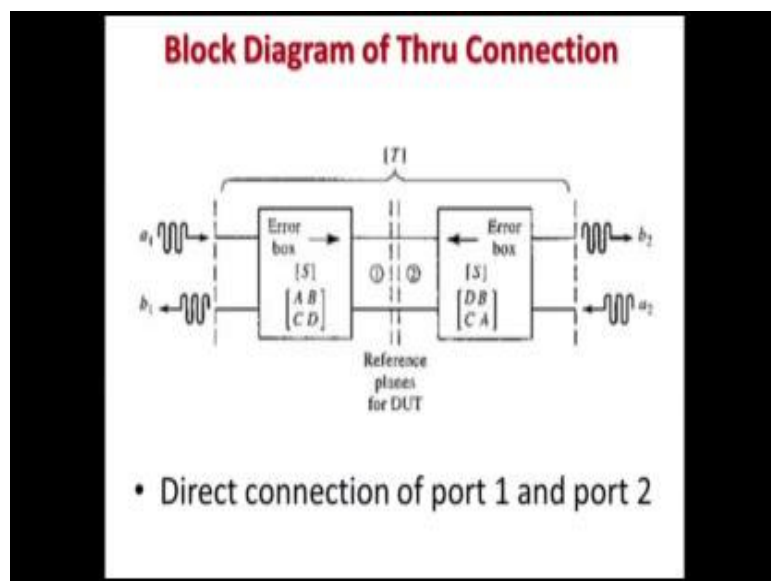 Block Diagram of Thru Connection
[T]
a1
Error
box
[S]
[A B
C D]
①
②
Error
box
[S]
[D B
C A]
b2
b1
a2
Reference
planes
for DUT
• Direct connection of port 1 and port 2